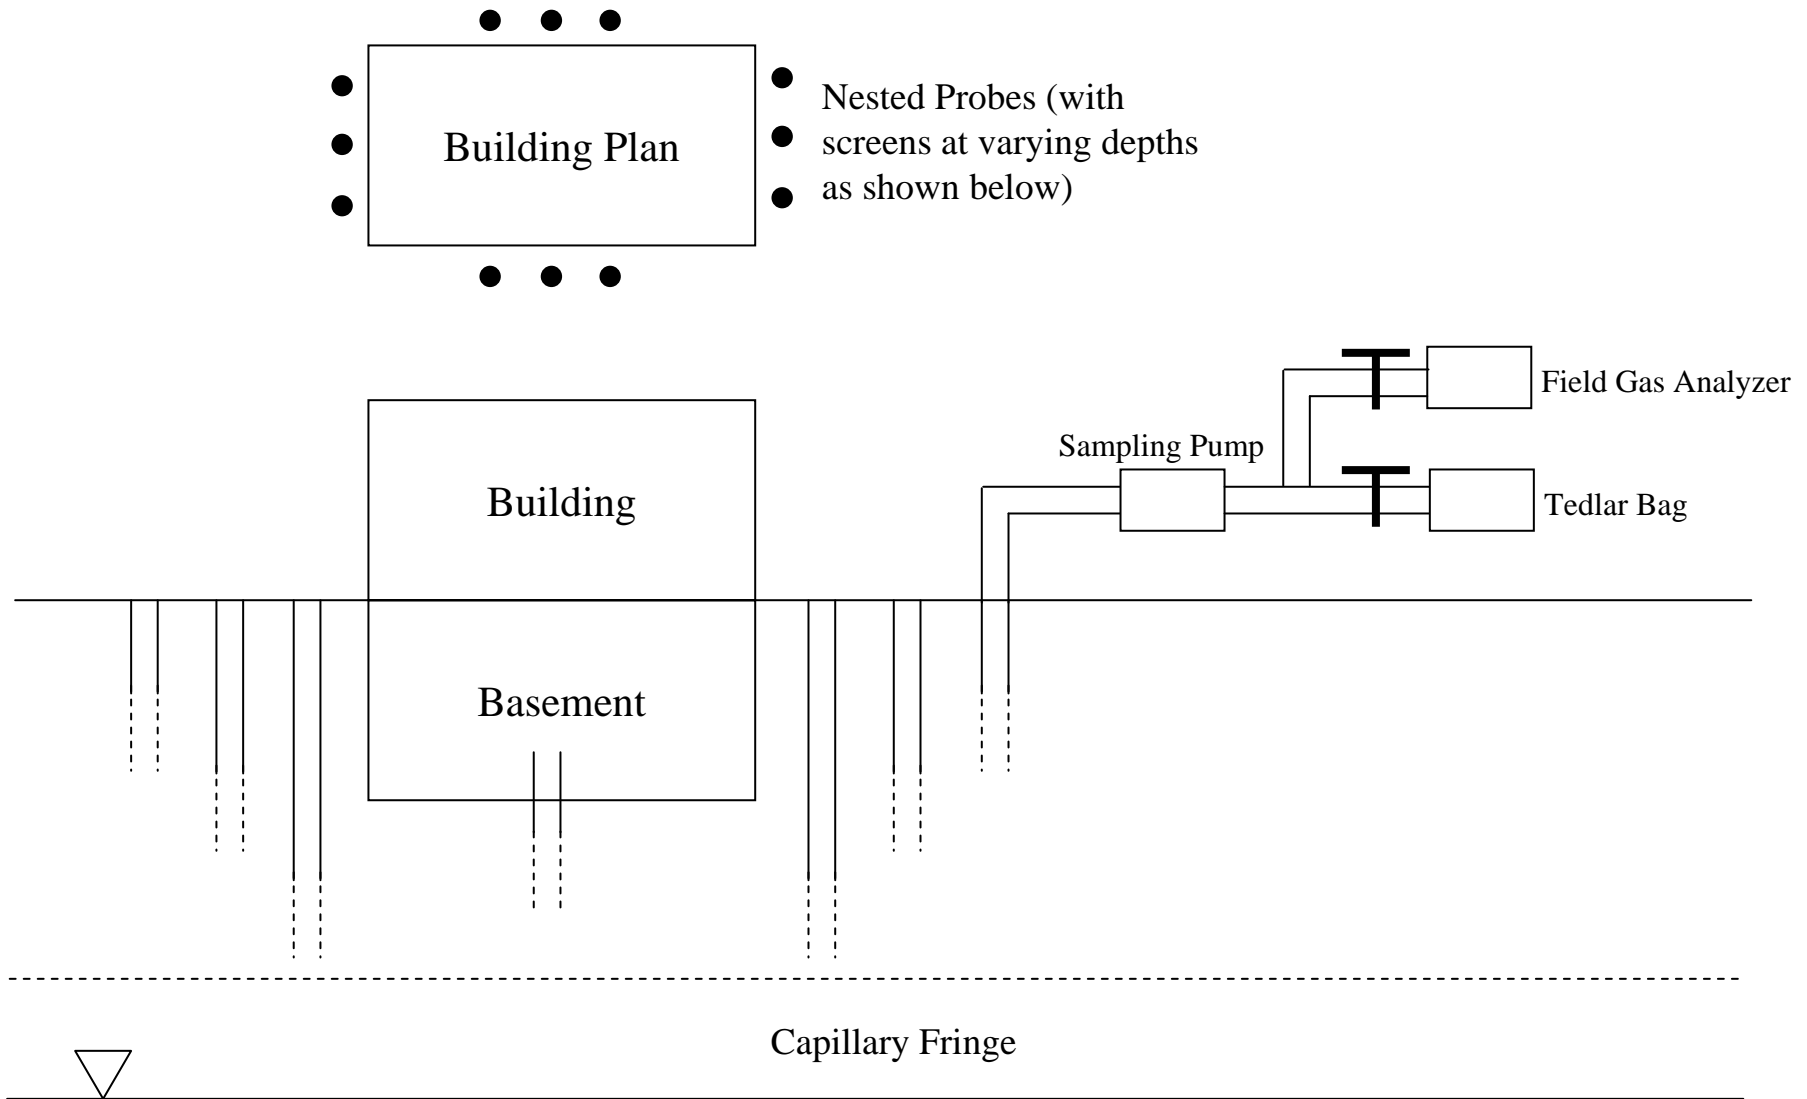 Building Plan
Nested Probes (with
screens at varying depths
as shown below)
Field Gas Analyzer
Sampling Pump
Building
Tedlar Bag
Basement
Capillary Fringe